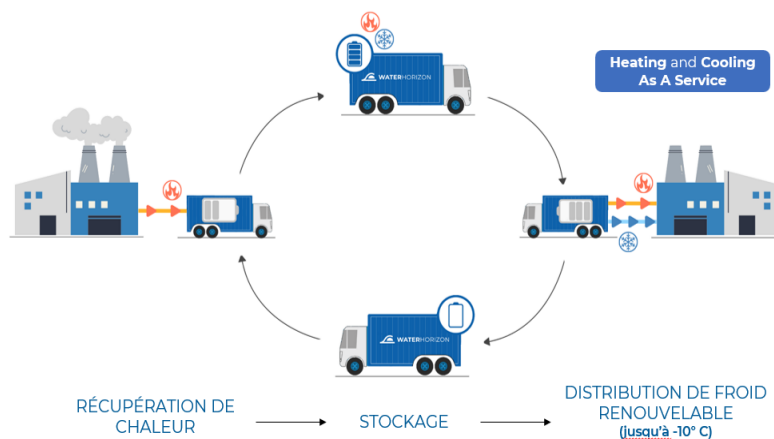 Heating and Cooling
As A Service
WATERHORIZON
WATERHORIZON
RÉCUPÉRATION DE
CHALEUR
STOCKAGE
DISTRIBUTION DE FROID
RENOUVELABLE
(jusqu'à -10° C)